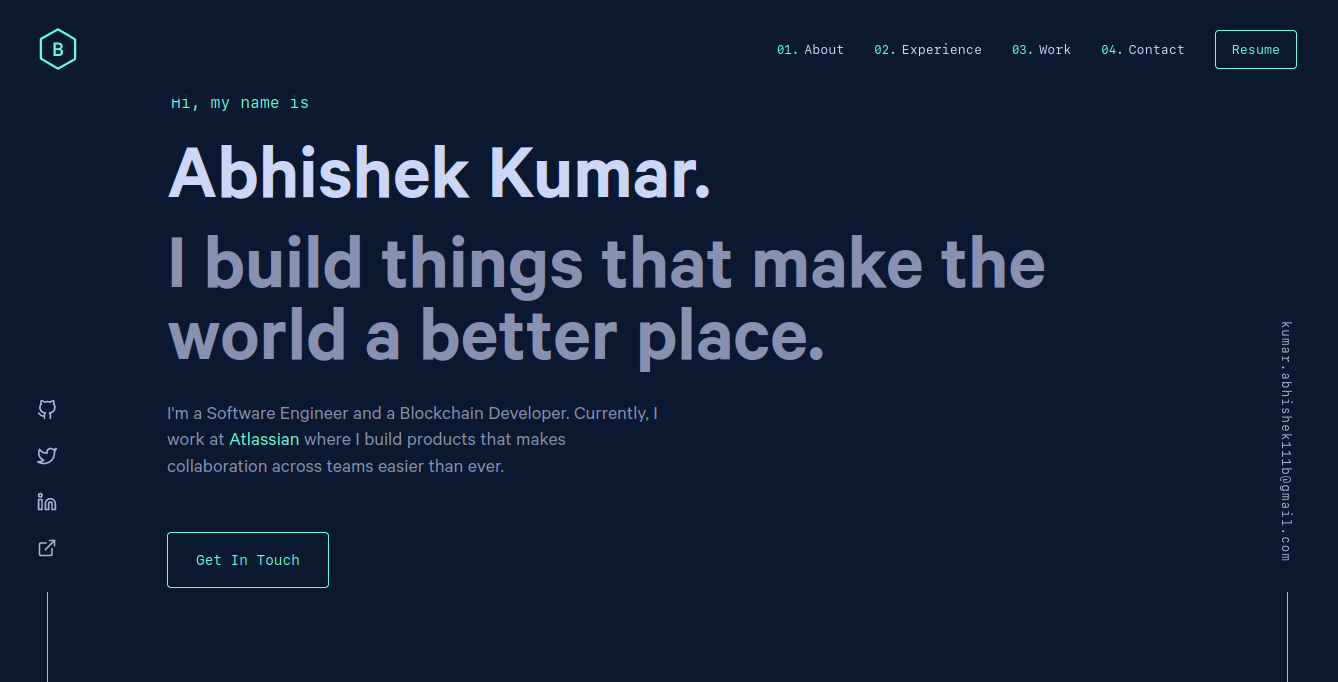 B
01. About 02. Experience 03. Work 04. Contact Resume
Hi, my name is
Abhishek Kumar.
I build things that make the
world a better place.
I'm a Software Engineer and a Blockchain Developer. Currently, I
work at Atlassian where I build products that makes
collaboration across teams easier than ever.
Get In Touch
kumar.abhishek111b@gmail.com